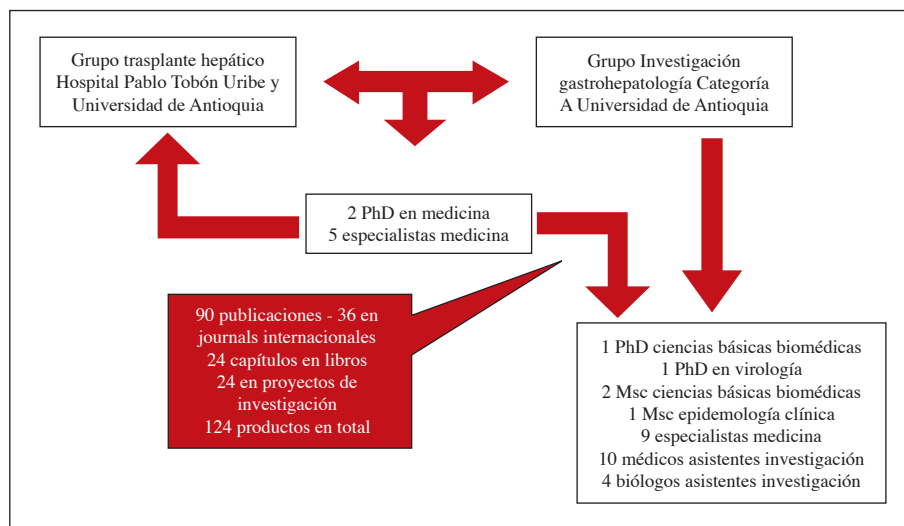 Grupo trasplante hepático
Hospital Pablo Tobón Uribe y
Universidad de Antioquia
Grupo Investigación
gastrohepatología Categoría
A Universidad de Antioquia
2 PhD en medicina
5 especialistas medicina
90 publicaciones - 36 en
journals internacionales
24 capítulos en libros
24 en proyectos de
investigación
124 productos en total
1 PhD ciencias básicas biomédicas
1 PhD en virología
2 Msc ciencias básicas biomédicas
1 Msc epidemología clínica
9 especialistas medicina
10 médicos asistentes investigación
4 biólogos asistentes investigación